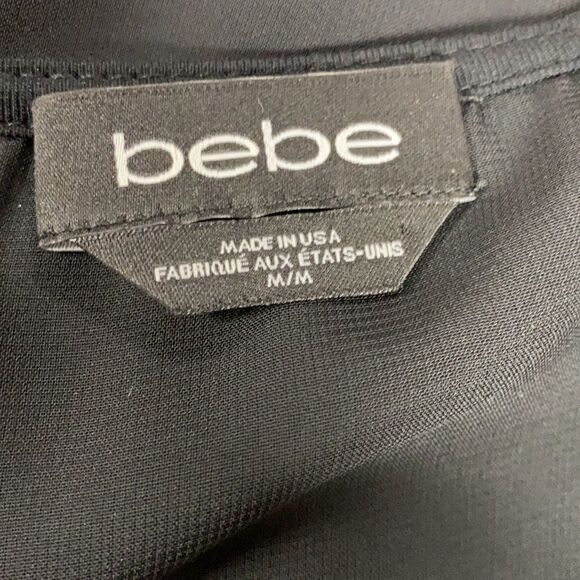 bebe
MADE IN USA
FABRIQUÉ AUX ÉTATS-UNIS
M/M